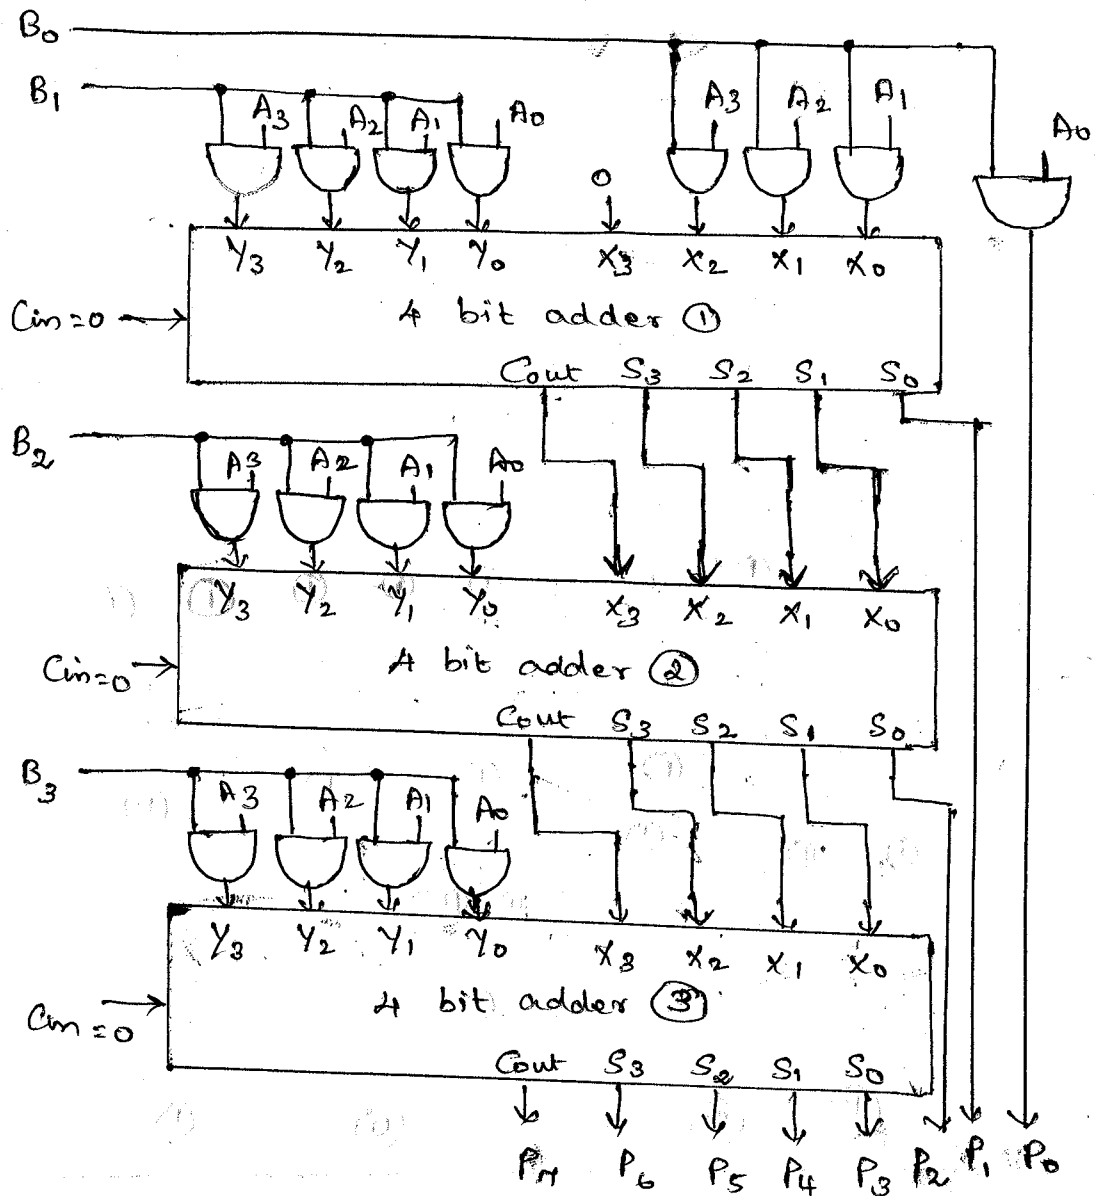 B0
B1
A3 A2 A1 A0
A3 A2 A1
A0
0
Y3 Y2 Y1 Y0 X3 X2 X1 X0
Cin=0
4 bit adder 1
Cout S3 S2 S1 S0
B2
A3 A2 A1 A0
Y3 Y2 Y1 Y0 X3 X2 X1 X0
Cin=0
4 bit adder 2
Cout S3 S2 S1 S0
B3
A3 A2 A1 A0
Y3 Y2 Y1 Y0 X3 X2 X1 X0
Cin=0
4 bit adder 3
Cout S3 S2 S1 S0
P7 P6 P5 P4 P3 P2 P1 P0